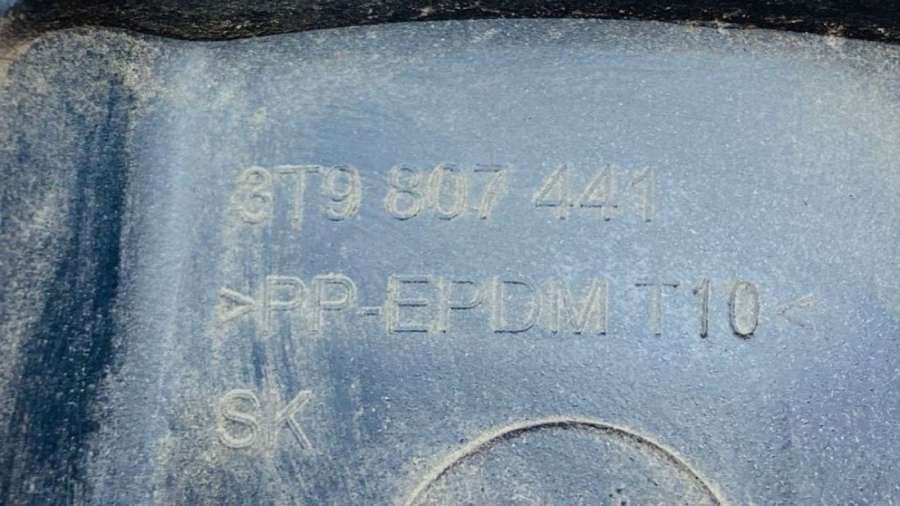 3T9 807 441
>PP-EPDM T10<
SK